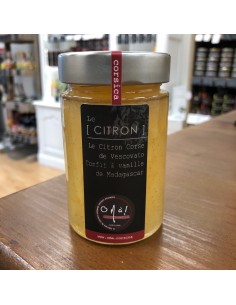 corsica
Le
[ CITRON ]
Le Citron Corse
de Vescovato
Confit & vanille
de Madagascar